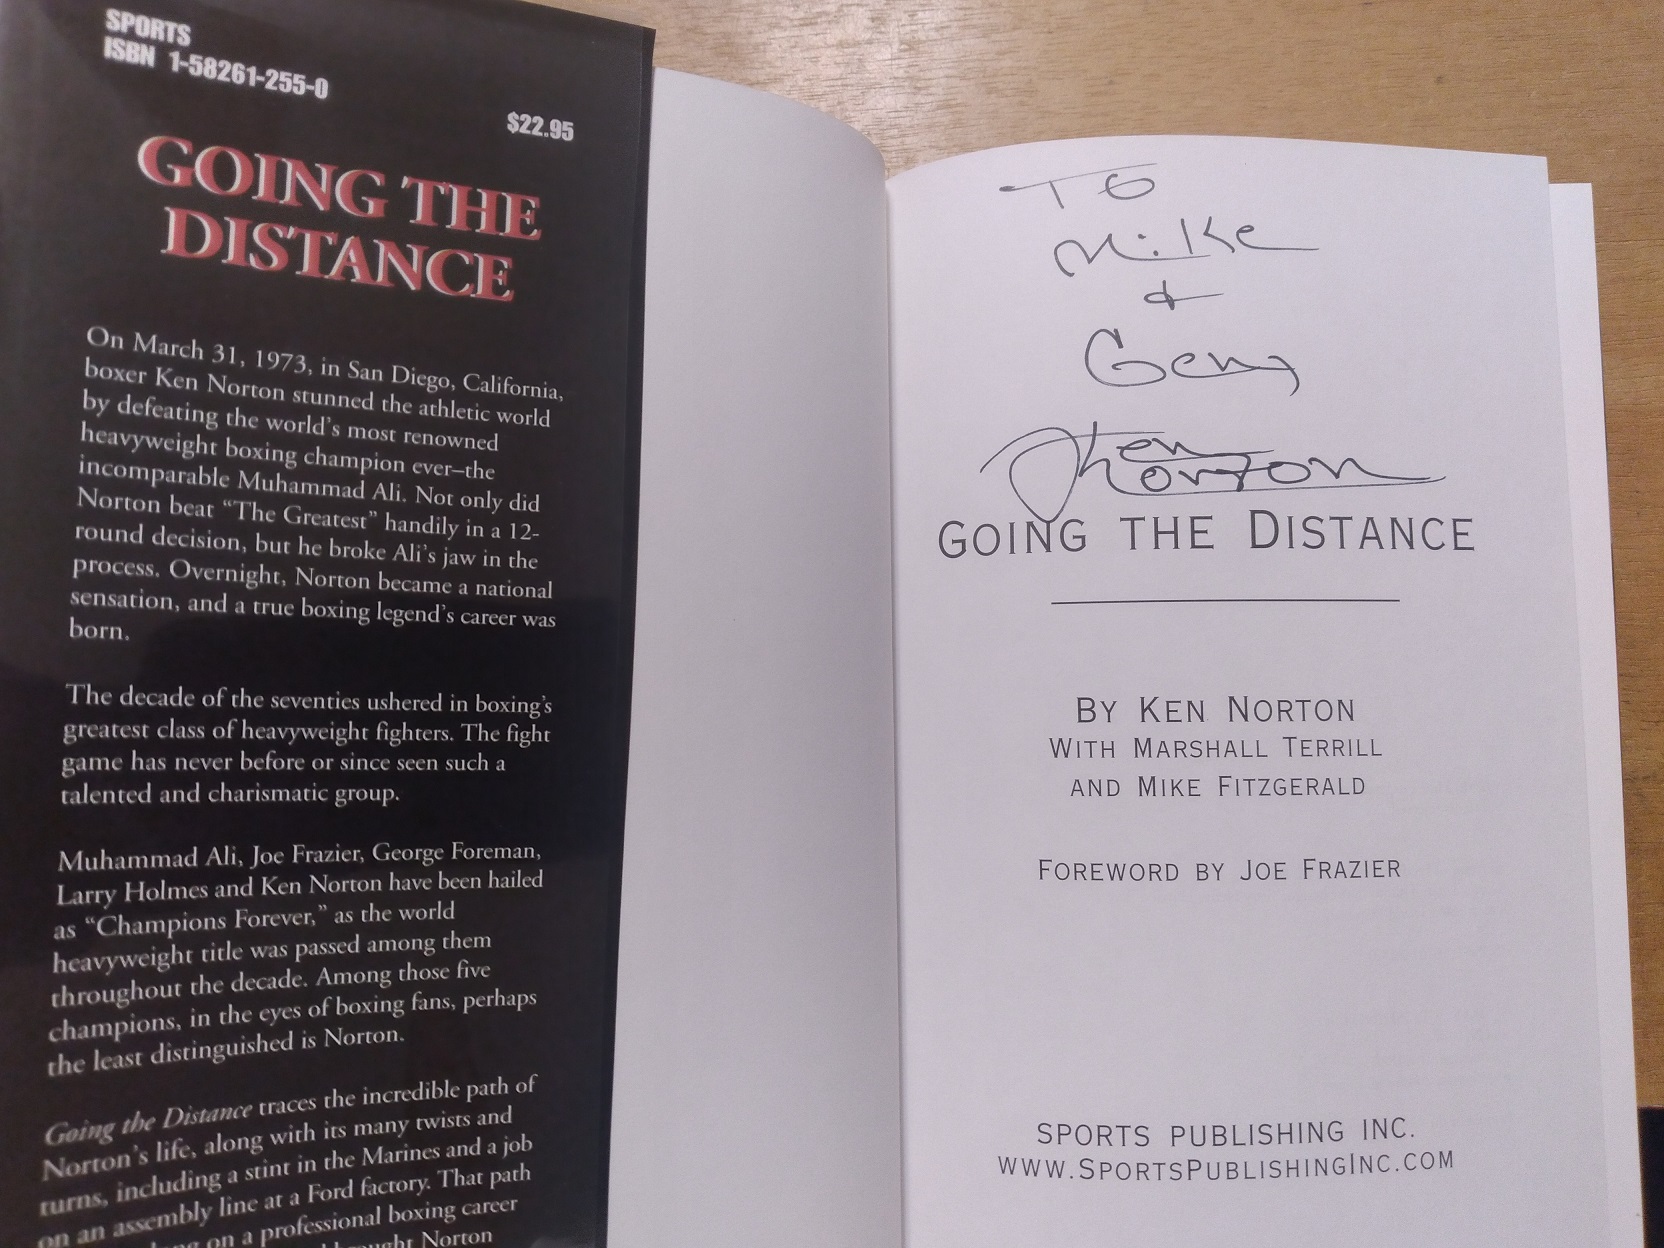 SPORTS
ISBN 1-58261-255-0
$22.95
GOING THE
DISTANCE
On March 31, 1973, in San Diego, California,
boxer Ken Norton stunned the athletic world
by defeating the world's most renowned
heavyweight boxing champion ever–the
incomparable Muhammad Ali. Not only did
Norton beat “The Greatest” handily in a 12-
round decision, but he broke Ali's jaw in the
process. Overnight, Norton became a national
sensation, and a true boxing legend's career was
born.
The decade of the seventies ushered in boxing's
greatest class of heavyweight fighters. The fight
game has never before or since seen such a
talented and charismatic group.
Muhammad Ali, Joe Frazier, George Foreman,
Larry Holmes and Ken Norton have been hailed
as “Champions Forever,” as the world
heavyweight title was passed among them
throughout the decade. Among those five
champions, in the eyes of boxing fans, perhaps
the least distinguished is Norton.
Going the Distance traces the incredible path of
Norton's life, along with its many twists and
turns, including a stint in the Marines and a job
on an assembly line at a Ford factory. That path
on a professional boxing career
Norton
To
Mike
+
Ken
Norton
GOING THE DISTANCE
BY KEN NORTON
WITH MARSHALL TERRILL
AND MIKE FITZGERALD
FOREWORD BY JOE FRAZIER
SPORTS PUBLISHING INC.
WWW.SPORTSPUBLISHINGINC.COM